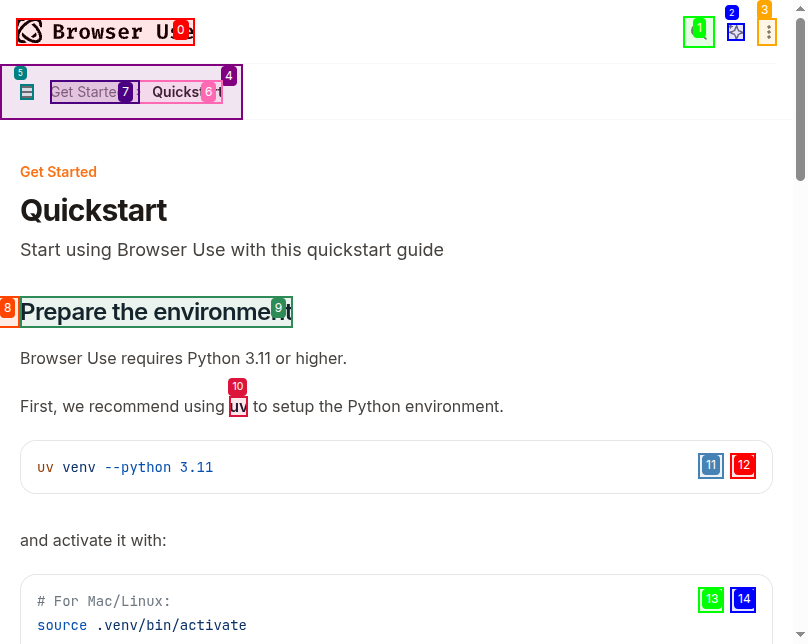 Browser Use
0
1
2
3
4
5
Get Started
7
Quickstart
6
Get Started
Quickstart
Start using Browser Use with this quickstart guide
8
Prepare the environment
9
Browser Use requires Python 3.11 or higher.
10
First, we recommend using uv to setup the Python environment.
uv venv --python 3.11
11
12
and activate it with:
# For Mac/Linux:
13
14
source .venv/bin/activate